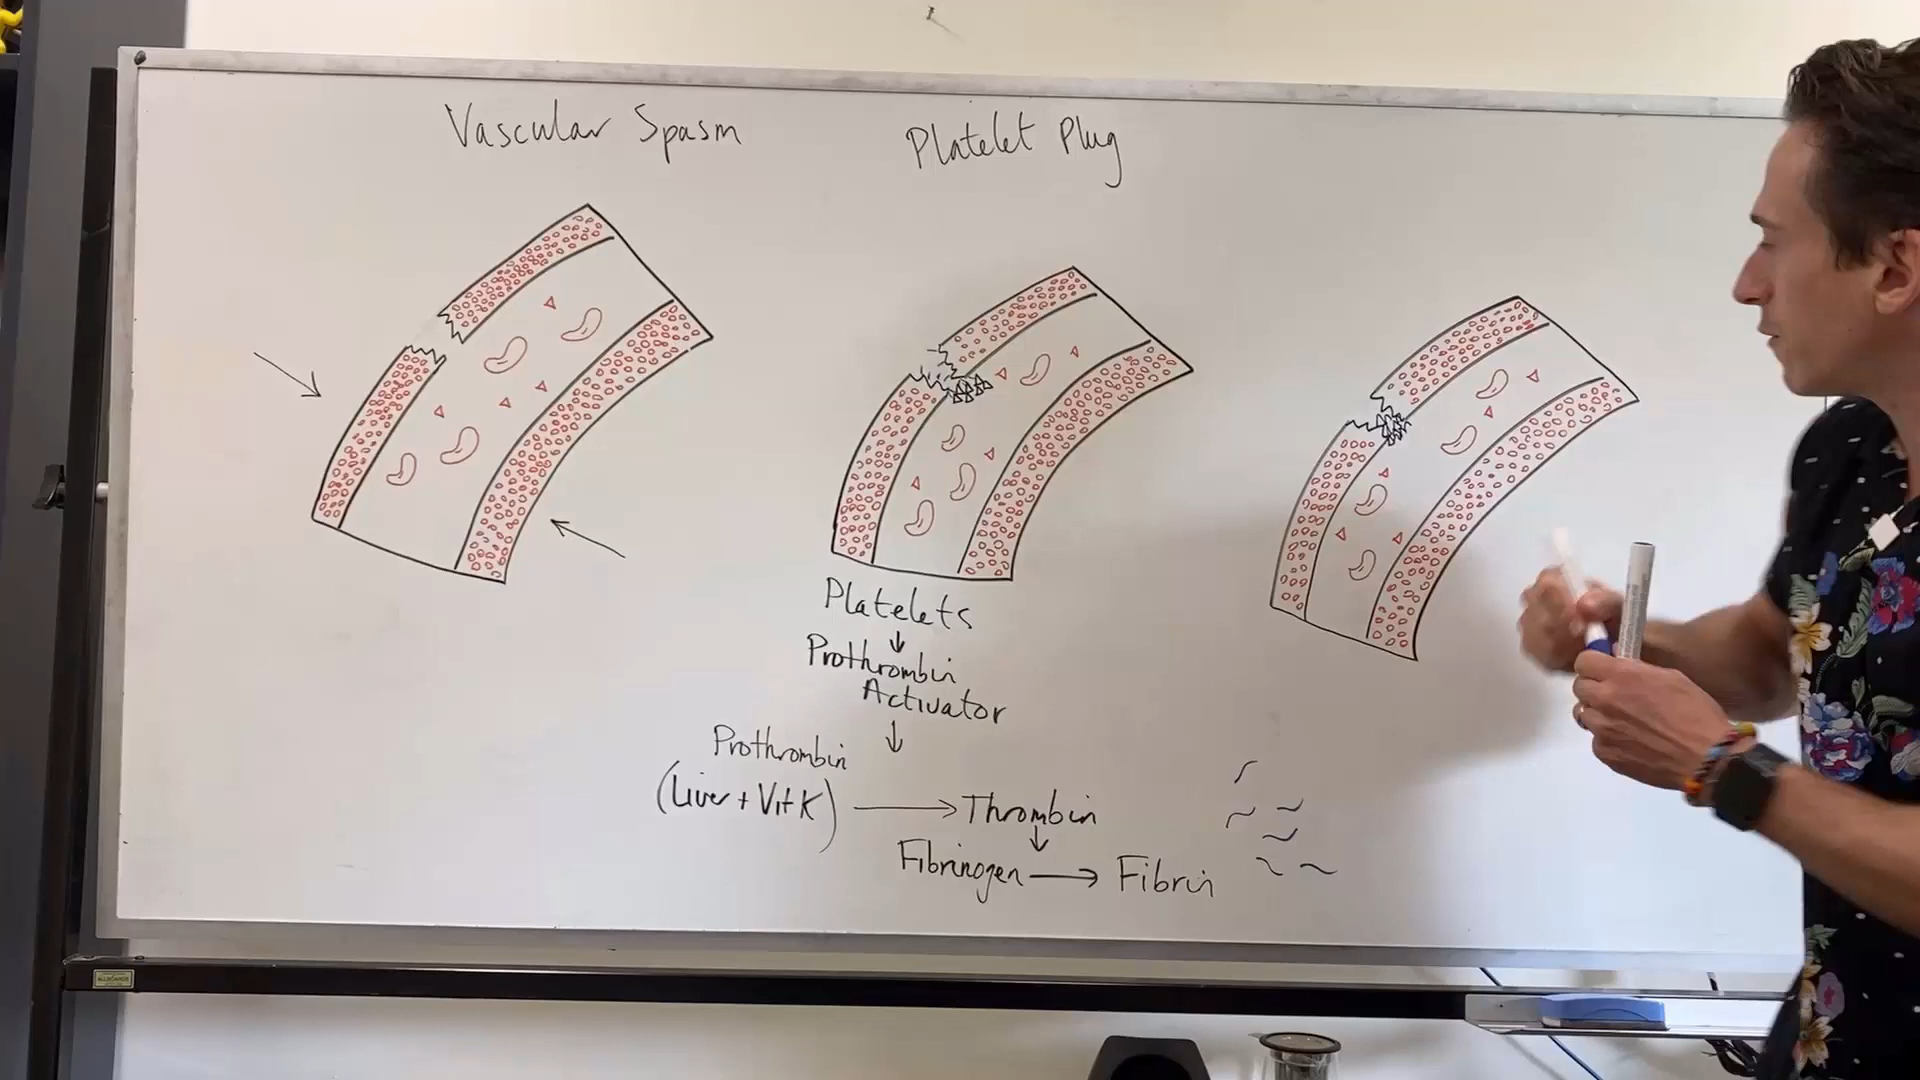 Vascular Spasm
Platelet Plug
Platelets
Prothrombin
Activator
Prothrombin
(Liver + Vit K)
Thrombin
Fibrinogen
Fibrin